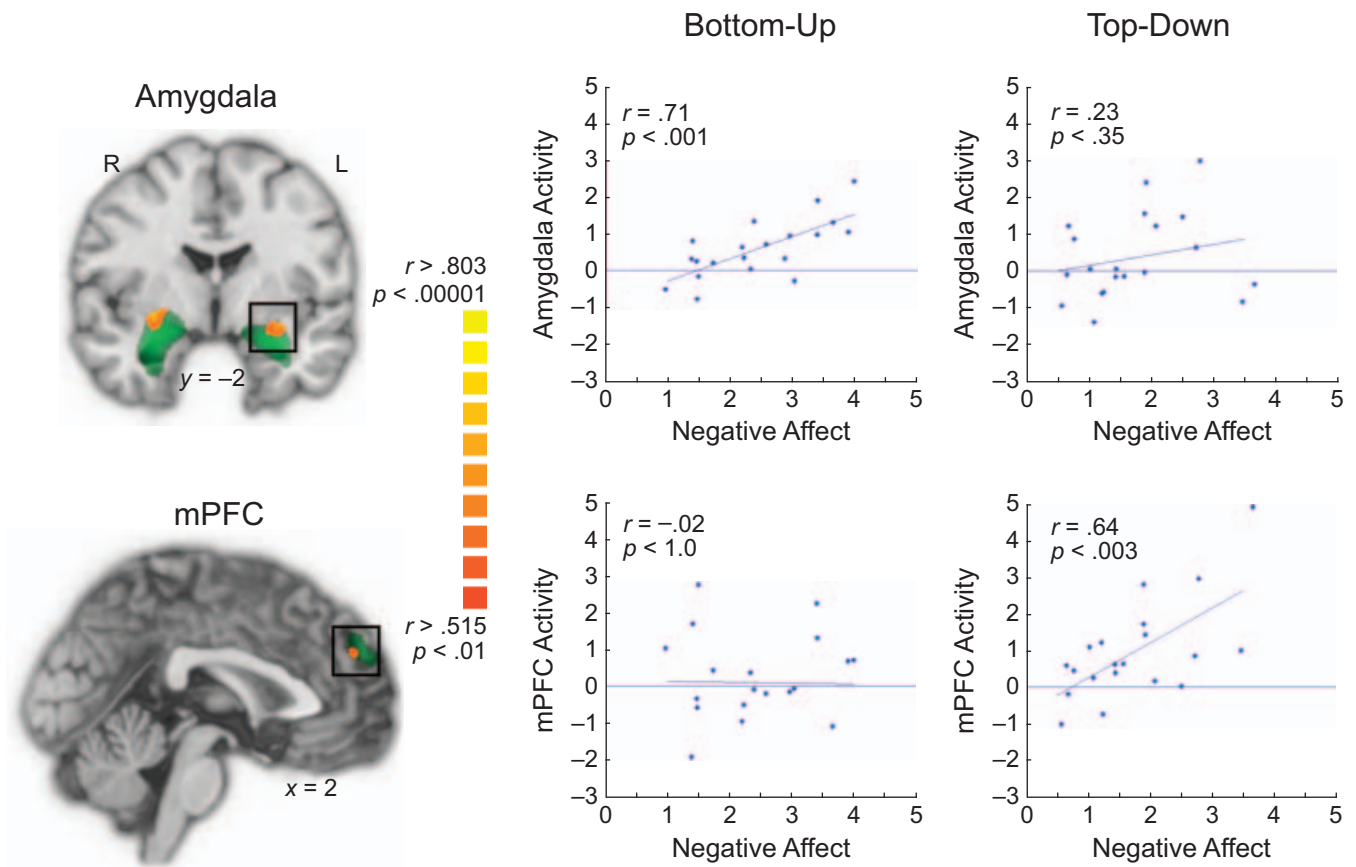 Bottom-Up
Top-Down
Amygdala
R
L
y = –2
r > .803
p < .00001
r > .515
p < .01
mPFC
x = 2
r = .71
p < .001
Amygdala Activity
5
4
3
2
1
0
–1
–2
–3
0 1 2 3 4 5
Negative Affect
r = .23
p < .35
Amygdala Activity
5
4
3
2
1
0
–1
–2
–3
0 1 2 3 4 5
Negative Affect
r = –.02
p < 1.0
mPFC Activity
5
4
3
2
1
0
–1
–2
–3
0 1 2 3 4 5
Negative Affect
r = .64
p < .003
mPFC Activity
5
4
3
2
1
0
–1
–2
–3
0 1 2 3 4 5
Negative Affect